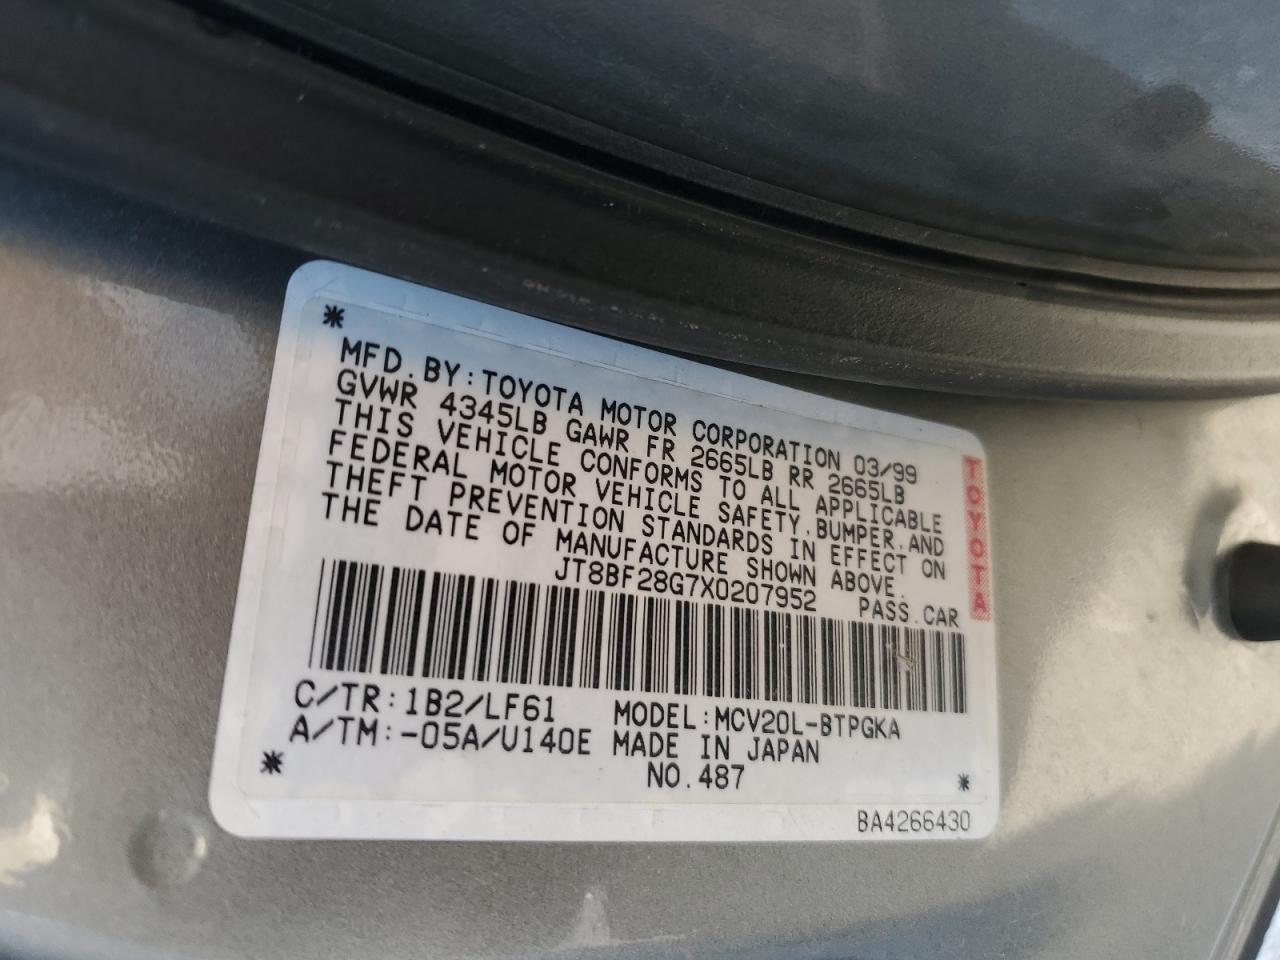 MFD. BY: TOYOTA MOTOR CORPORATION 03/99
GVWR 4345LB GAWR FR 2665LB RR 2665LB
THIS VEHICLE CONFORMS TO ALL APPLICABLE
FEDERAL MOTOR VEHICLE SAFETY, BUMPER, AND
THEFT PREVENTION STANDARDS IN EFFECT ON
THE DATE OF MANUFACTURE SHOWN ABOVE.
JT8BF28G7X0207952 PASS.CAR
TOYOTA
C/TR: 1B2/LF61 MODEL: MCV20L-BTPGKA
A/TM: -05A/U140E MADE IN JAPAN
NO. 487
BA4266430